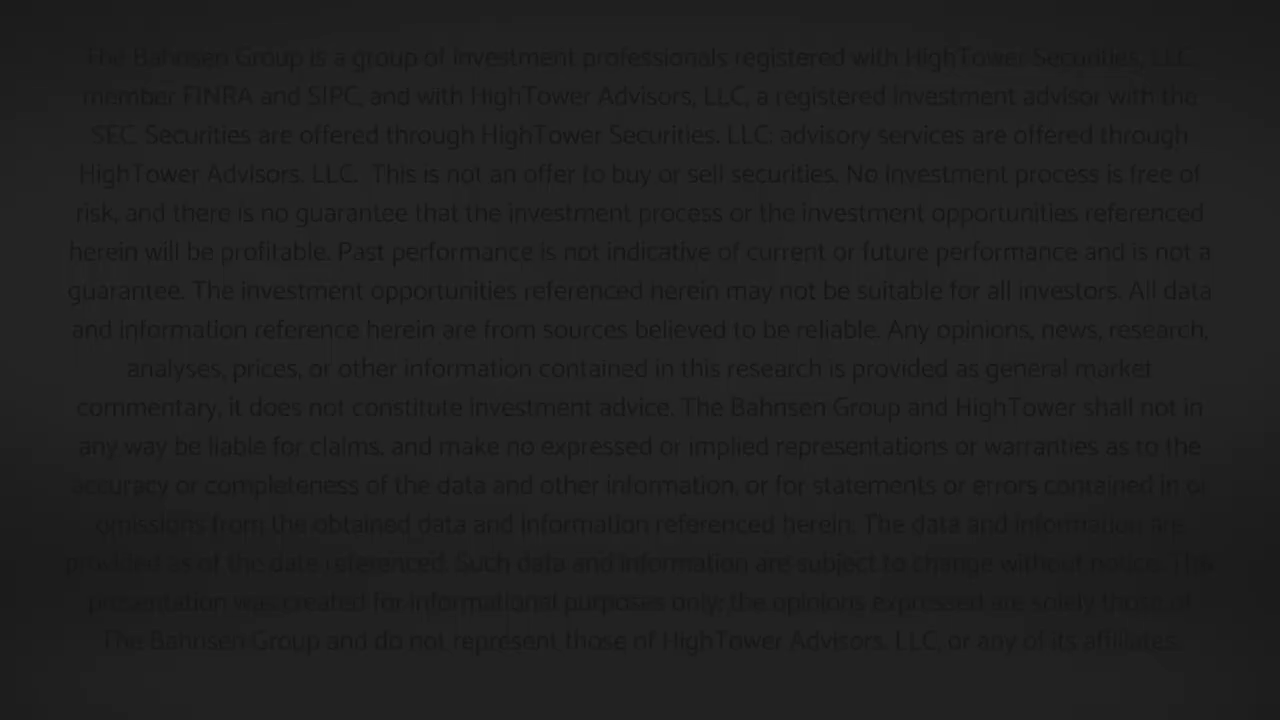 The Bahnsen Group is a group of investment professionals registered with HighTower Securities, LLC,
member FINRA and SIPC, and with HighTower Advisors, LLC, a registered investment advisor with the
SEC. Securities are offered through HighTower Securities. LLC; advisory services are offered through
HighTower Advisors. LLC. This is not an offer to buy or sell securities. No investment process is free of
risk, and there is no guarantee that the investment process or the investment opportunities referenced
herein will be profitable. Past performance is not indicative of current or future performance and is not a
guarantee. The investment opportunities referenced herein may not be suitable for all investors. All data
and information reference herein are from sources believed to be reliable. Any opinions, news, research,
analyses, prices, or other information contained in this research is provided as general market
commentary, it does not constitute investment advice. The Bahnsen Group and HighTower shall not in
any way be liable for claims. and make no expressed or implied representations or warranties as to the
accuracy or completeness of the data and other information, or for statements or errors contained in or
omissions from the obtained data and information referenced herein. The data and information are
provided as of the date referenced. Such data and information are subject to change without notice. This
presentation was created for informational purposes only; the opinions expressed are solely those of
The Bahnsen Group and do not represent those of HighTower Advisors. LLC, or any of its affiliates.